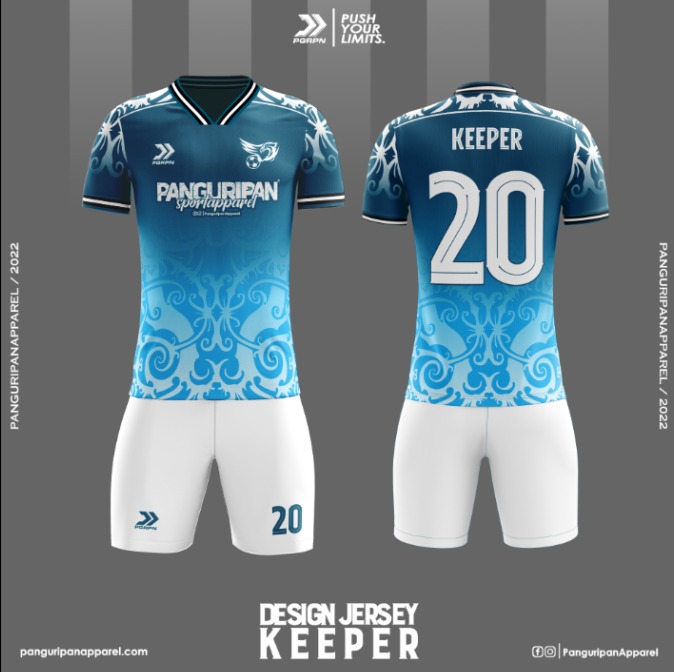 PGRPN
PUSH
YOUR
LIMITS.
PANGURIPANAPPAREL / 2022
PGRPN
PANGURIPAN
sportapparel
PanguripanApparel
KEEPER
20
PANGURIPANAPPAREL / 2022
PGRPN
20
DESIGN JERSEY
KEEPER
panguripanapparel.com
PanguripanApparel